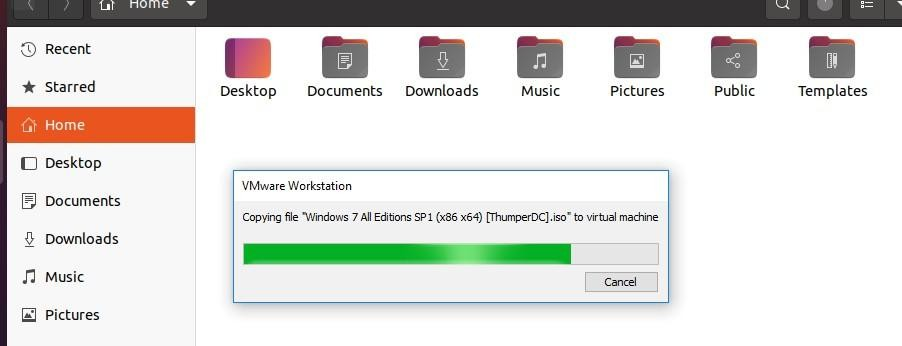 Home
Recent
Starred
Home
Desktop
Documents
Downloads
Music
Pictures
Desktop
Documents
Downloads
Music
Pictures
Public
Templates
VMware Workstation
Copying file "Windows 7 All Editions SP1 (x86 x64) [ThumperDC].iso" to virtual machine
Cancel